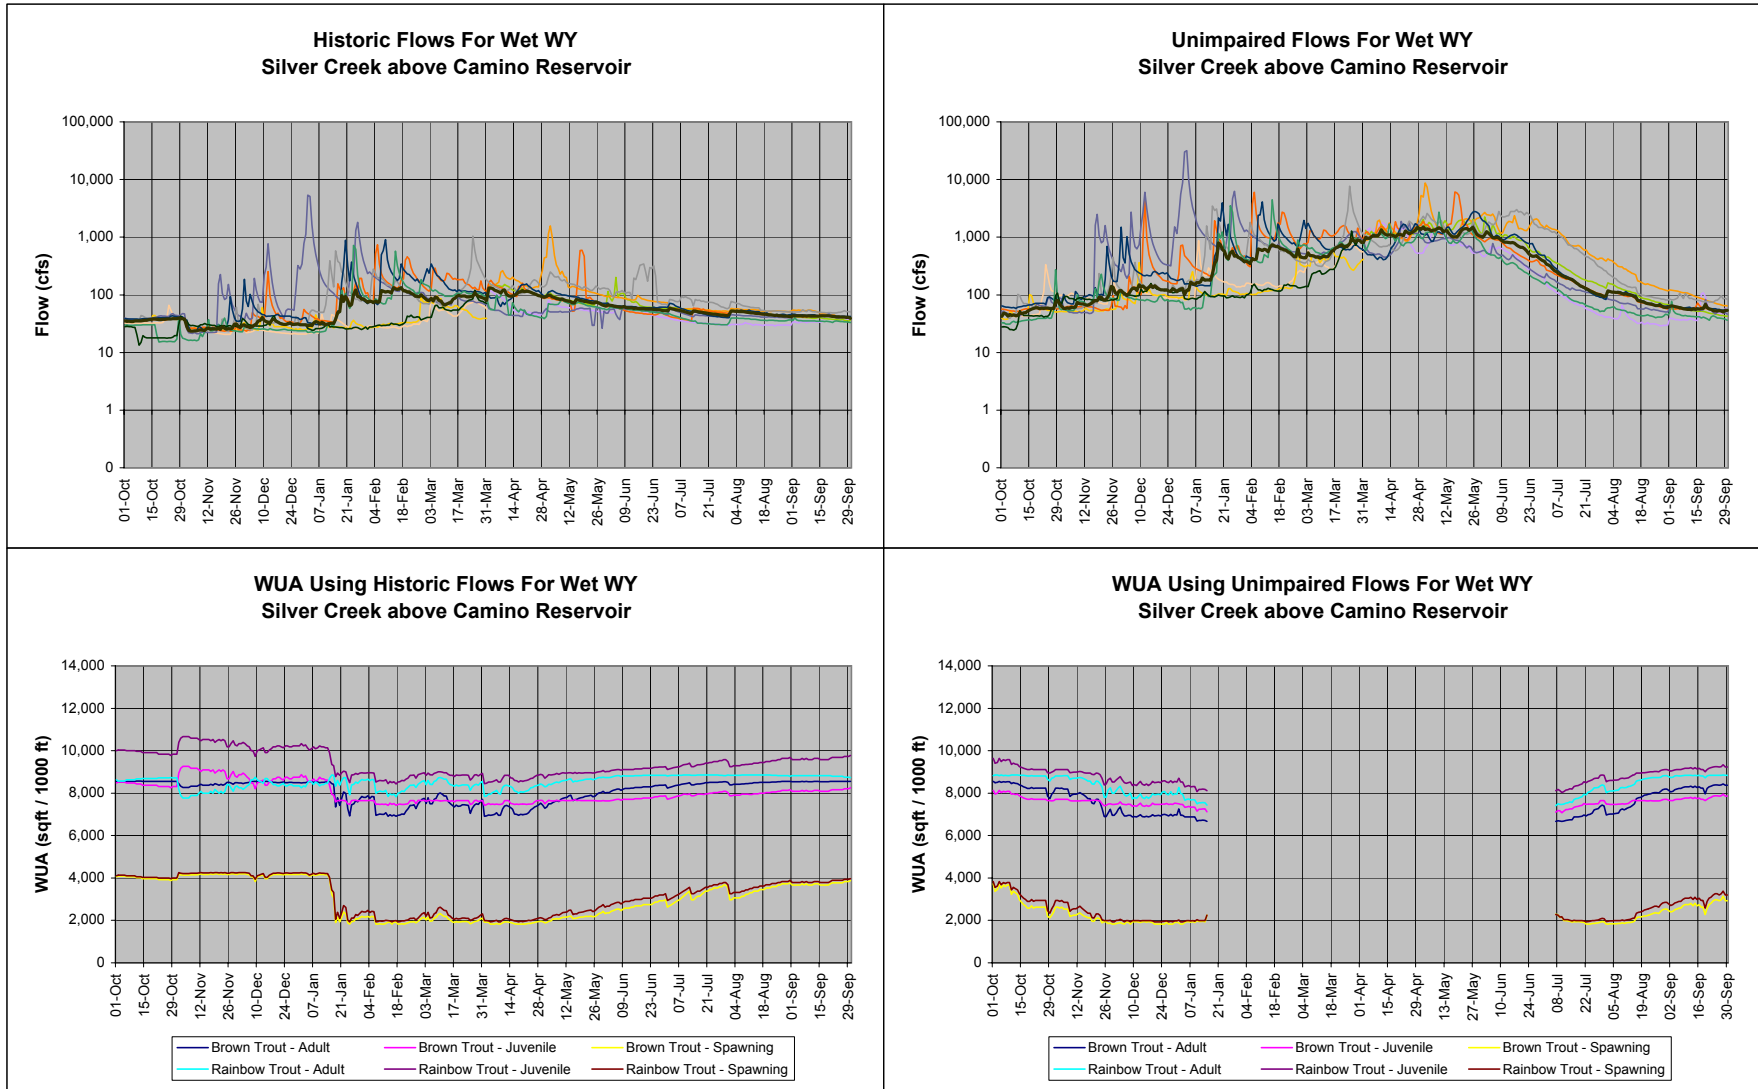 Historic Flows For Wet WY
Silver Creek above Camino Reservoir
Flow (cfs)
100,000
10,000
1,000
100
10
1
0
01-Oct 15-Oct 29-Oct 12-Nov 26-Nov 10-Dec 24-Dec 07-Jan 21-Jan 04-Feb 18-Feb 03-Mar 17-Mar 31-Mar 14-Apr 28-Apr 12-May 26-May 09-Jun 23-Jun 07-Jul 21-Jul 04-Aug 18-Aug 01-Sep 15-Sep 29-Sep
Unimpaired Flows For Wet WY
Silver Creek above Camino Reservoir
Flow (cfs)
100,000
10,000
1,000
100
10
1
0
01-Oct 15-Oct 29-Oct 12-Nov 26-Nov 10-Dec 24-Dec 07-Jan 21-Jan 04-Feb 18-Feb 03-Mar 17-Mar 31-Mar 14-Apr 28-Apr 12-May 26-May 09-Jun 23-Jun 07-Jul 21-Jul 04-Aug 18-Aug 01-Sep 15-Sep 29-Sep
WUA Using Historic Flows For Wet WY
Silver Creek above Camino Reservoir
WUA (sqft / 1000 ft)
14,000
12,000
10,000
8,000
6,000
4,000
2,000
0
01-Oct 15-Oct 29-Oct 12-Nov 26-Nov 10-Dec 24-Dec 07-Jan 21-Jan 04-Feb 18-Feb 03-Mar 17-Mar 31-Mar 14-Apr 28-Apr 12-May 26-May 09-Jun 23-Jun 07-Jul 21-Jul 04-Aug 18-Aug 01-Sep 15-Sep 29-Sep
Brown Trout - Adult Brown Trout - Juvenile Brown Trout - Spawning
Rainbow Trout - Adult Rainbow Trout - Juvenile Rainbow Trout - Spawning
WUA Using Unimpaired Flows For Wet WY
Silver Creek above Camino Reservoir
WUA (sqft / 1000 ft)
14,000
12,000
10,000
8,000
6,000
4,000
2,000
0
01-Oct 15-Oct 29-Oct 12-Nov 26-Nov 10-Dec 24-Dec 07-Jan 21-Jan 04-Feb 18-Feb 04-Mar 18-Mar 01-Apr 15-Apr 29-Apr 13-May 27-May 10-Jun 24-Jun 08-Jul 22-Jul 05-Aug 19-Aug 02-Sep 16-Sep 30-Sep
Brown Trout - Adult Brown Trout - Juvenile Brown Trout - Spawning
Rainbow Trout - Adult Rainbow Trout - Juvenile Rainbow Trout - Spawning